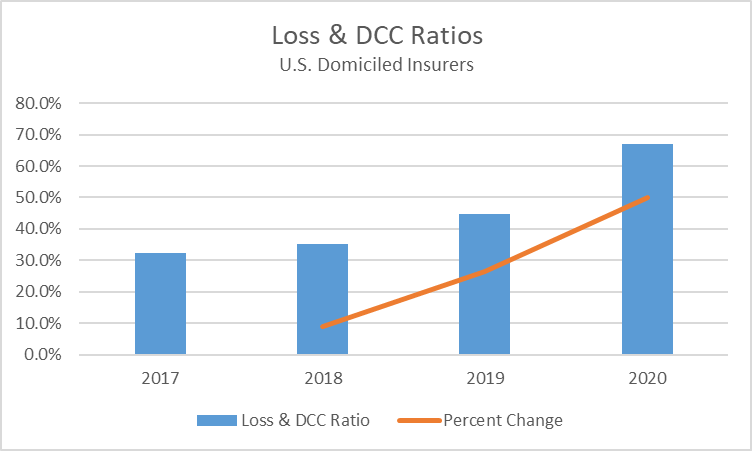 Loss & DCC Ratios
U.S. Domiciled Insurers
80.0%
70.0%
60.0%
50.0%
40.0%
30.0%
20.0%
10.0%
0.0%
2017 2018 2019 2020
Loss & DCC Ratio Percent Change